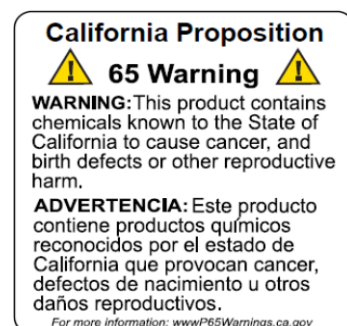 California Proposition
65 Warning
WARNING: This product contains
chemicals known to the State of
California to cause cancer, and
birth defects or other reproductive
harm.
ADVERTENCIA: Este producto
contiene productos químicos
reconocidos por el estado de
California que provocan cancer,
defectos de nacimiento u otros
daños reproductivos.
For more information: wwwP65Warnings.ca.gov